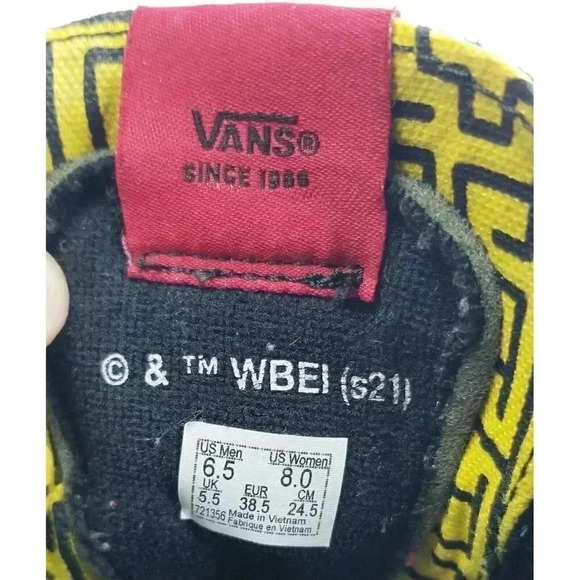 VANS®
SINCE 1966
© & ™ WBEI (s21)
US Men US Women
6.5 8.0
UK EUR CM
5.5 38.5 24.5
721356 Made in Vietnam
Fabriqué en Vietnam